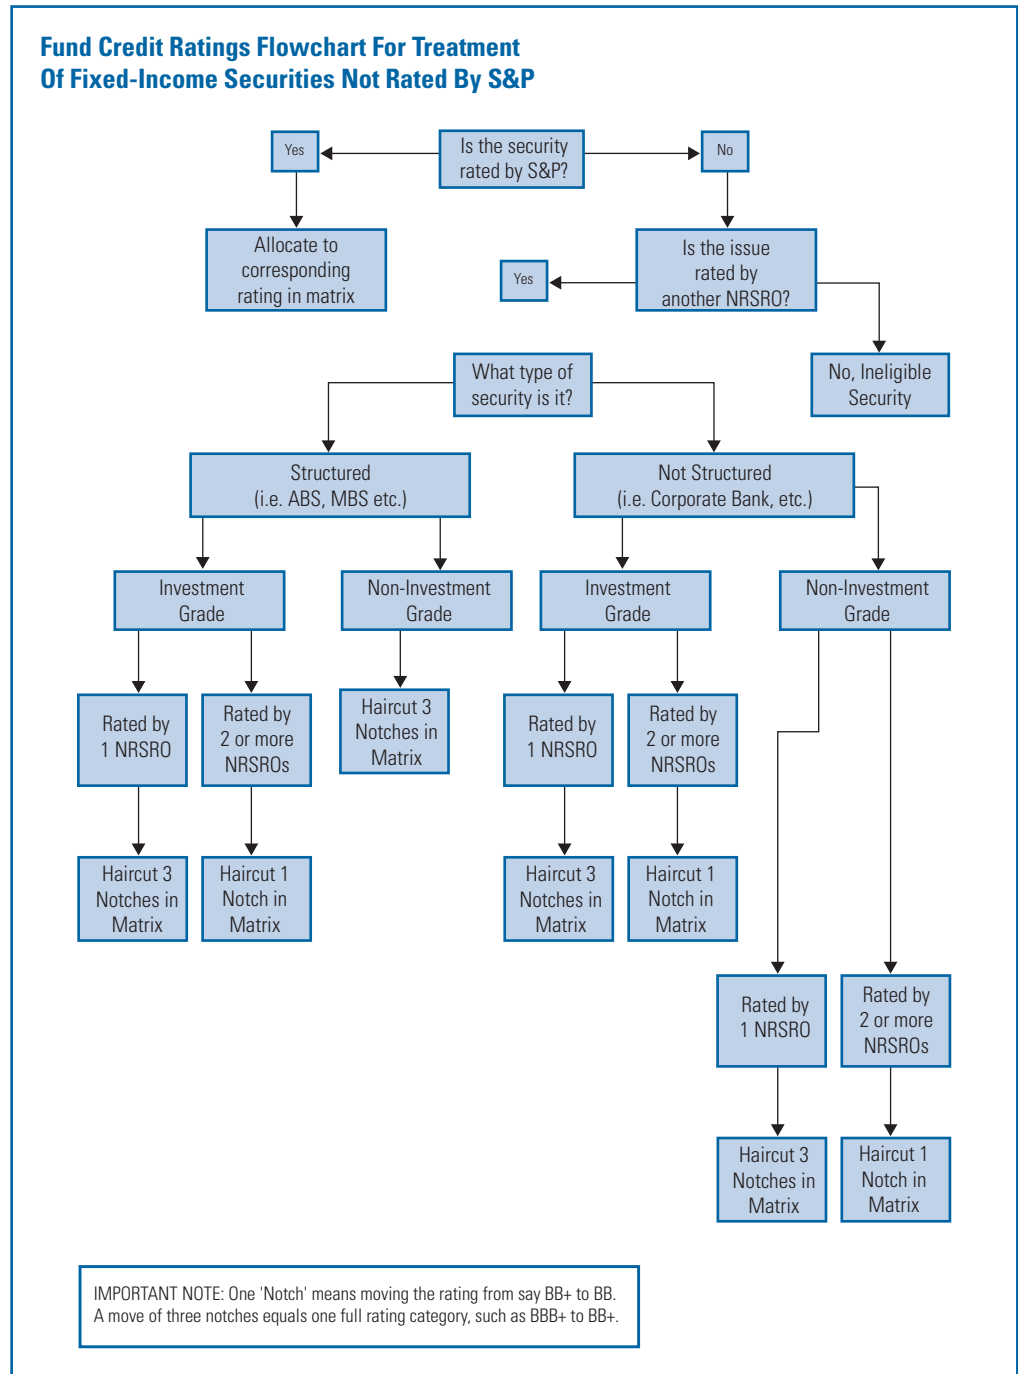 Fund Credit Ratings Flowchart For Treatment
Of Fixed-Income Securities Not Rated By S&P
Yes
Is the security
rated by S&P?
No
Allocate to
corresponding
rating in matrix
Yes
Is the issue
rated by
another NRSRO?
What type of
security is it?
No, Ineligible
Security
Structured
(i.e. ABS, MBS etc.)
Not Structured
(i.e. Corporate Bank, etc.)
Investment
Grade
Non-Investment
Grade
Investment
Grade
Non-Investment
Grade
Rated by
1 NRSRO
Rated by
2 or more
NRSROs
Haircut 3
Notches in
Matrix
Rated by
1 NRSRO
Rated by
2 or more
NRSROs
Haircut 3
Notches in
Matrix
Haircut 1
Notch in
Matrix
Haircut 3
Notches in
Matrix
Haircut 1
Notch in
Matrix
Rated by
1 NRSRO
Rated by
2 or more
NRSROs
Haircut 3
Notches in
Matrix
Haircut 1
Notch in
Matrix
IMPORTANT NOTE: One 'Notch' means moving the rating from say BB+ to BB.
A move of three notches equals one full rating category, such as BBB+ to BB+.